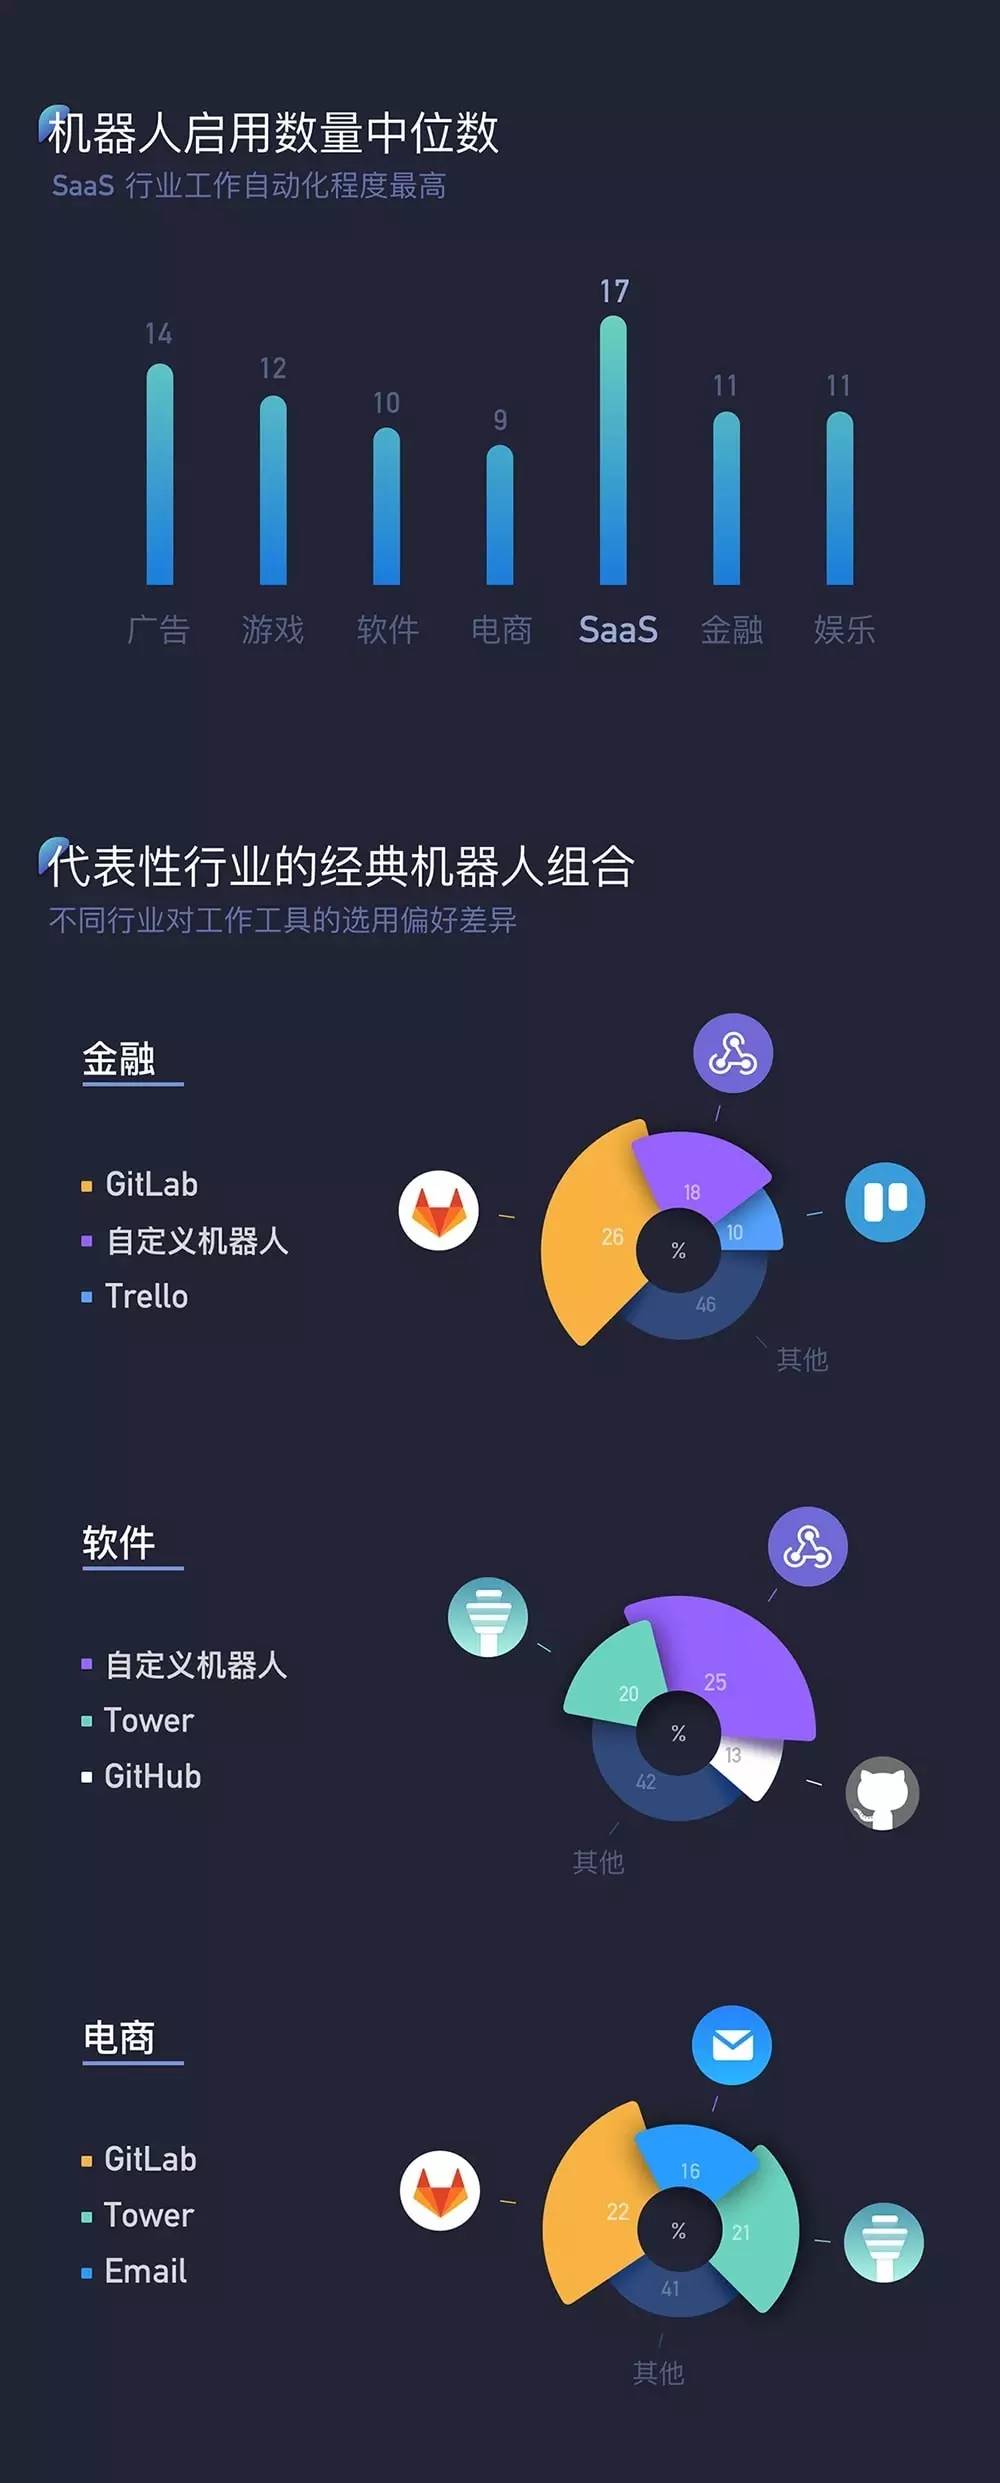 机器人启用数量中位数
SaaS 行业工作自动化程度最高
14
12
10
9
17
11
11
广告
游戏
软件
电商
SaaS
金融
娱乐
代表性行业的经典机器人组合
不同行业对工作工具的选用偏好差异
金融
GitLab
自定义机器人
Trello
18
26
10
%
46
其他
软件
自定义机器人
Tower
GitHub
25
20
%
13
42
其他
电商
GitLab
Tower
Email
16
22
%
21
41
其他